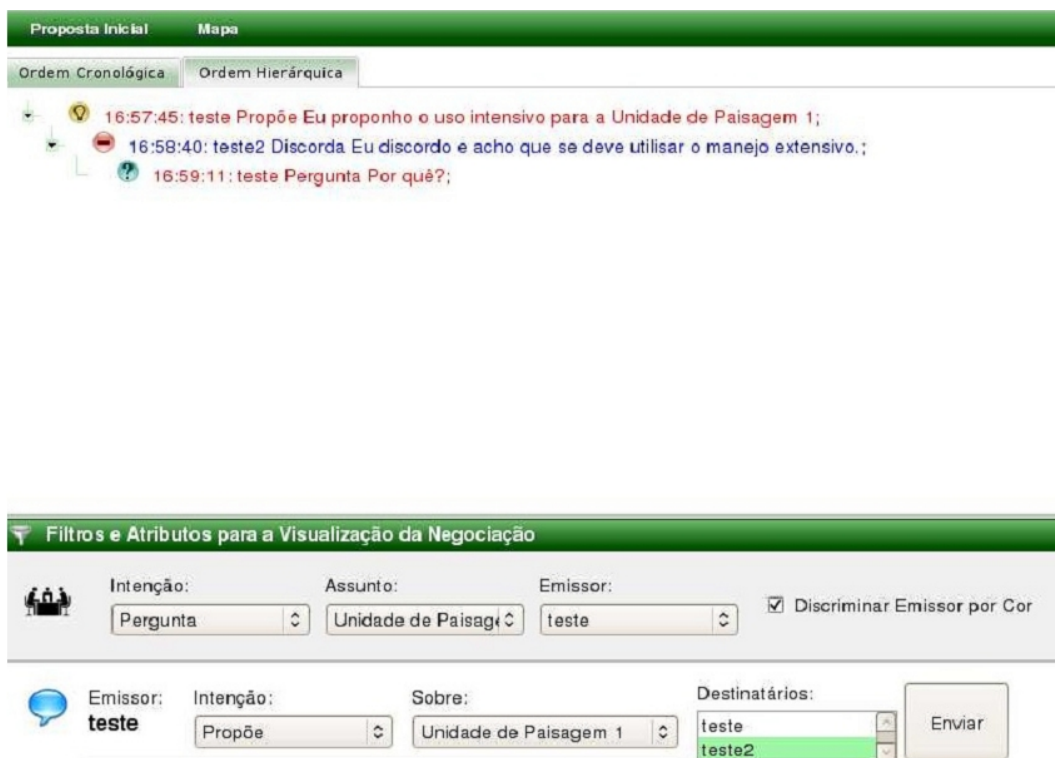 Proposta Inicial Mapa
Ordem Cronológica Ordem Hierárquica
16:57:45: teste Propõe Eu proponho o uso intensivo para a Unidade de Paisagem 1;
16:58:40: teste2 Discorda Eu discordo e acho que se deve utilisar o manejo extensivo.;
16:59:11: teste Pergunta Por quê?;
Filtros e Atributos para a Visualização da Negociação
Intenção: Assunto: Emissor:
Pergunta Unidade de Paisag teste Discriminar Emissor por Cor
Emissor: Intenção: Sobre: Destinatários:
teste Propõe Unidade de Paisagem 1 teste Enviar
teste2